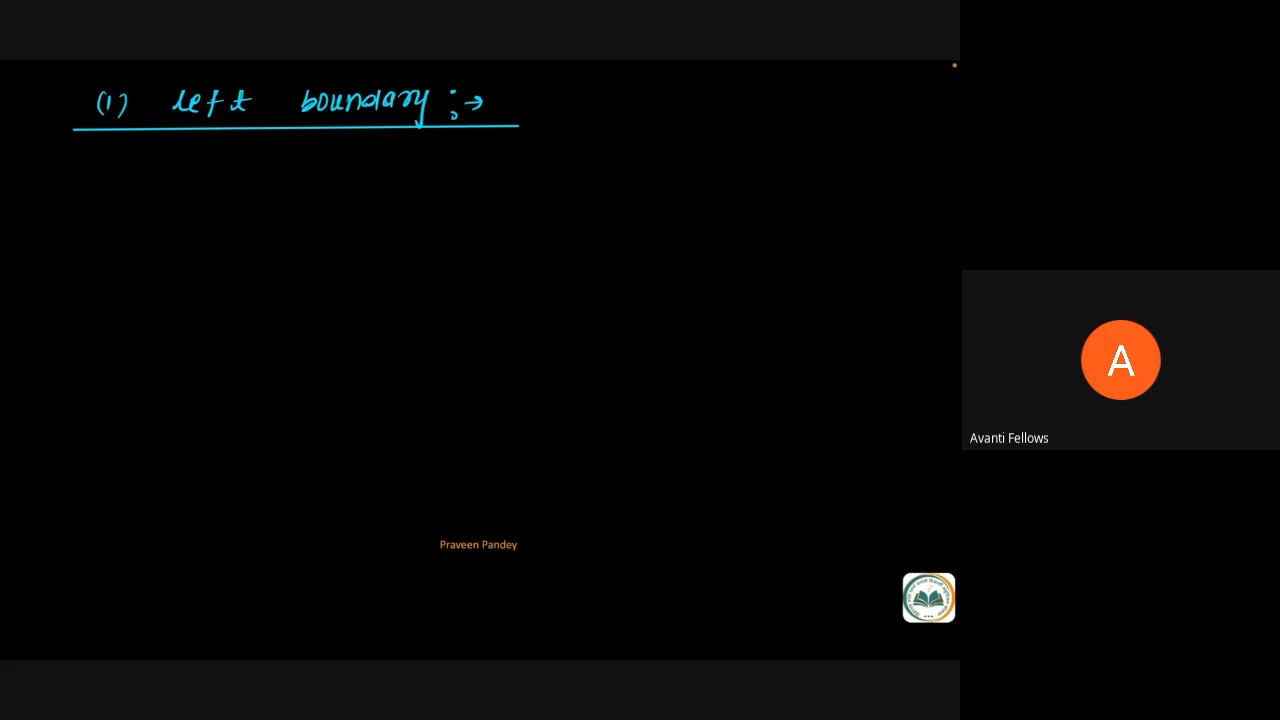 (1) left boundary :→
A
Avanti Fellows
Praveen Pandey